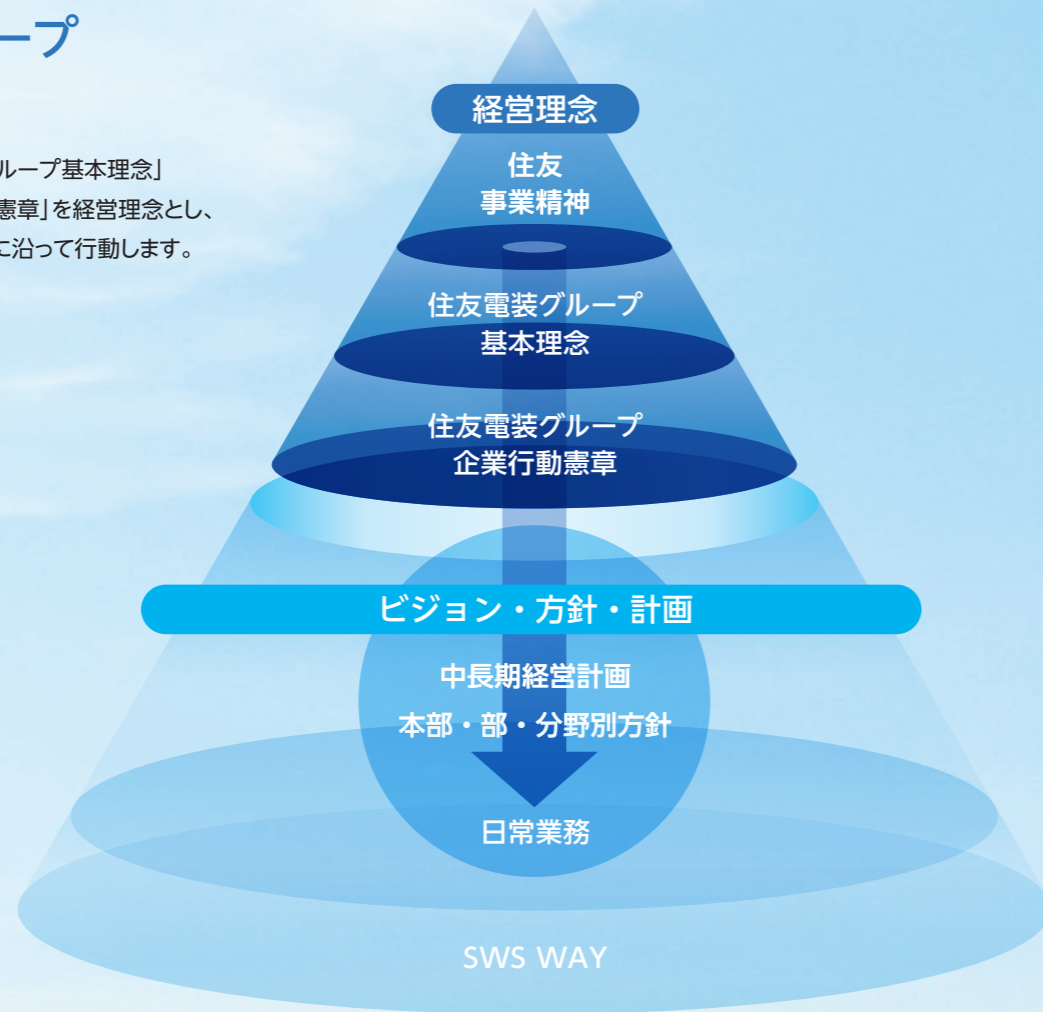 ープ
ループ基本理念」
憲章」を経営理念とし、
に沿って行動します。
経営理念
住友
事業精神
住友電装グループ
基本理念
住友電装グループ
企業行動憲章
ビジョン・方針・計画
中長期経営計画
本部・部・分野別方針
日常業務
SWS WAY